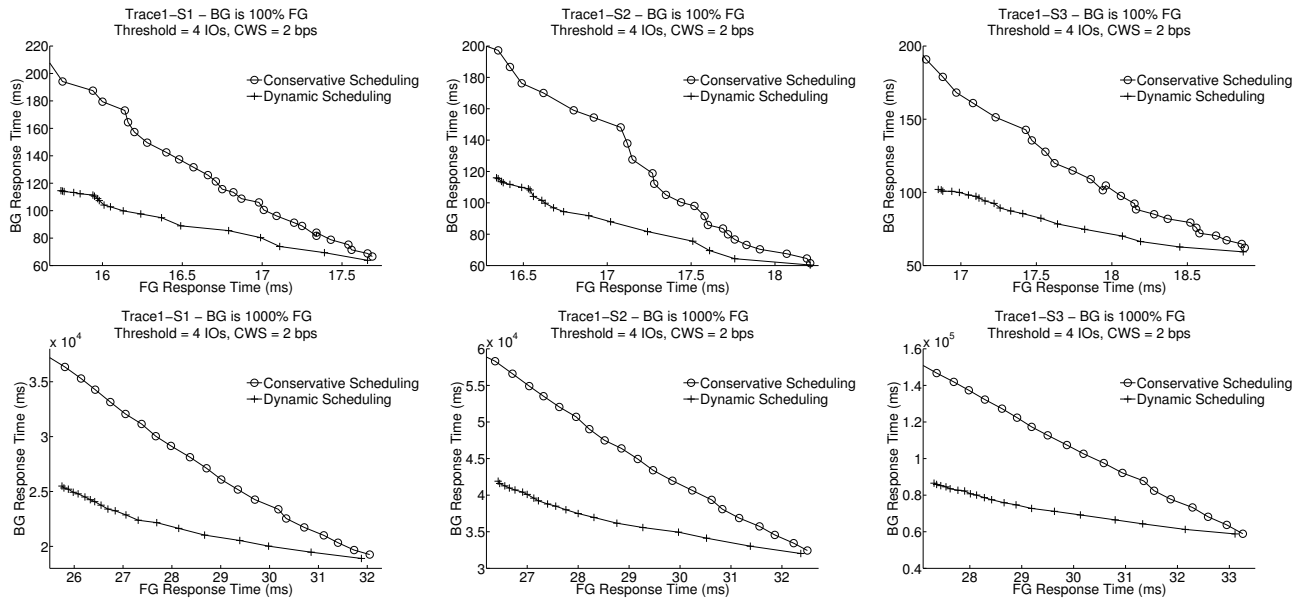 Trace1−S1 − BG is 100% FG
Threshold = 4 IOs, CWS = 2 bps
220
200
180
160
140
120
100
80
60
BG Response Time (ms)
Conservative Scheduling
Dynamic Scheduling
16 16.5 17 17.5
FG Response Time (ms)
Trace1−S2 − BG is 100% FG
Threshold = 4 IOs, CWS = 2 bps
200
180
160
140
120
100
80
60
BG Response Time (ms)
Conservative Scheduling
Dynamic Scheduling
16.5 17 17.5 18
FG Response Time (ms)
Trace1−S3 − BG is 100% FG
Threshold = 4 IOs, CWS = 2 bps
200
150
100
50
BG Response Time (ms)
Conservative Scheduling
Dynamic Scheduling
17 17.5 18 18.5
FG Response Time (ms)
Trace1−S1 − BG is 1000% FG
Threshold = 4 IOs, CWS = 2 bps
x 10^4
3.5
3
2.5
2
BG Response Time (ms)
Conservative Scheduling
Dynamic Scheduling
26 27 28 29 30 31 32
FG Response Time (ms)
Trace1−S2 − BG is 1000% FG
Threshold = 4 IOs, CWS = 2 bps
x 10^4
6
5.5
5
4.5
4
3.5
3
BG Response Time (ms)
Conservative Scheduling
Dynamic Scheduling
27 28 29 30 31 32
FG Response Time (ms)
Trace1−S3 − BG is 1000% FG
Threshold = 4 IOs, CWS = 2 bps
x 10^5
1.6
1.4
1.2
1
0.8
0.6
0.4
BG Response Time (ms)
Conservative Scheduling
Dynamic Scheduling
28 29 30 31 32 33
FG Response Time (ms)